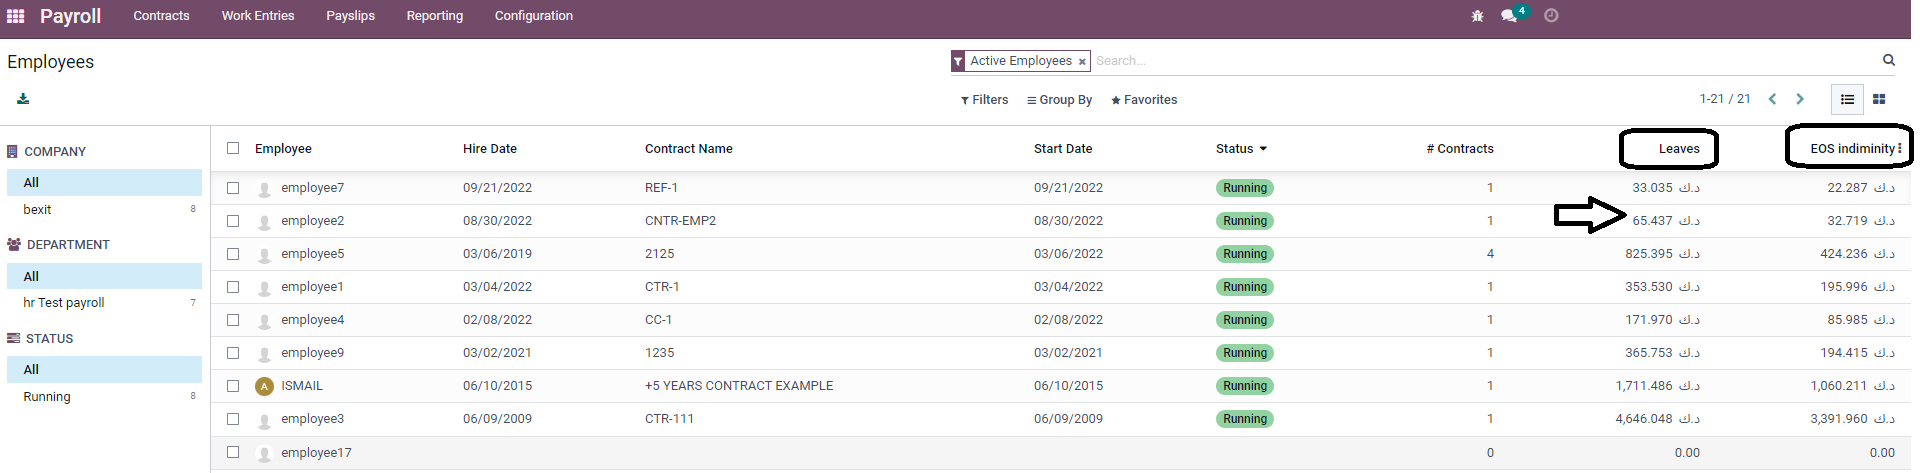 Payroll Contracts Work Entries Payslips Reporting Configuration 4
Employees
Active Employees × Search...
Filters Group By Favorites 1-21 / 21
COMPANY
All
bexit 8
DEPARTMENT
All
hr Test payroll 7
STATUS
All
Running 8
Employee Hire Date Contract Name Start Date Status # Contracts Leaves EOS indiminity
employee7 09/21/2022 REF-1 09/21/2022 Running 1 33.035 د.ك 22.287 د.ك
employee2 08/30/2022 CNTR-EMP2 08/30/2022 Running 1 65.437 د.ك 32.719 د.ك
employee5 03/06/2019 2125 03/06/2022 Running 4 825.395 د.ك 424.236 د.ك
employee1 03/04/2022 CTR-1 03/04/2022 Running 1 353.530 د.ك 195.996 د.ك
employee4 02/08/2022 CC-1 02/08/2022 Running 1 171.970 د.ك 85.985 د.ك
employee9 03/02/2021 1235 03/02/2021 Running 1 365.753 د.ك 194.415 د.ك
A ISMAIL 06/10/2015 +5 YEARS CONTRACT EXAMPLE 06/10/2015 Running 1 1,711.486 د.ك 1,060.211 د.ك
employee3 06/09/2009 CTR-111 06/09/2009 Running 1 4,646.048 د.ك 3,391.960 د.ك
employee17 0 0.00 0.00